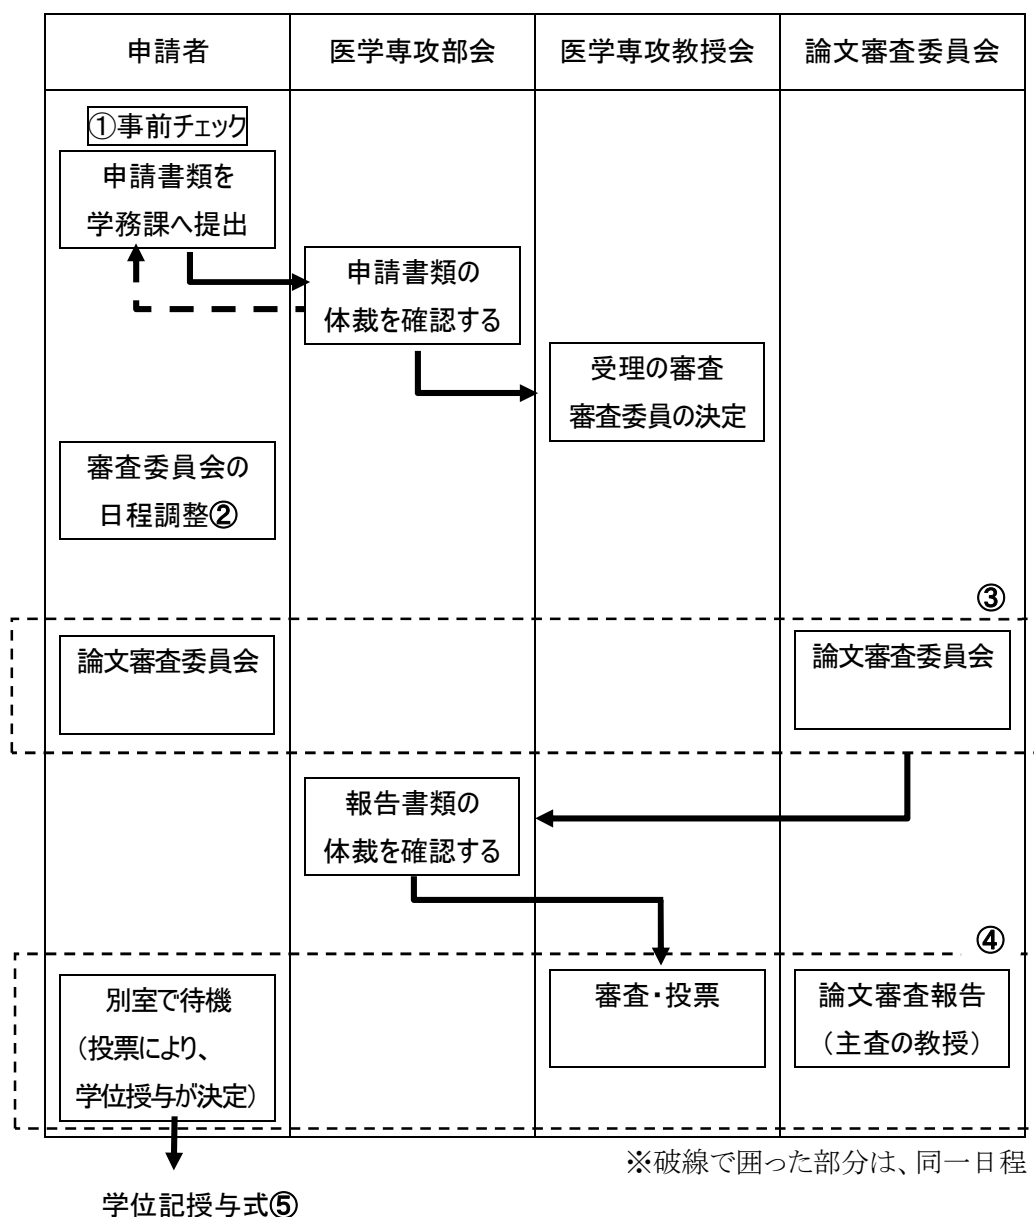 申請者
医学専攻部会
医学専攻教授会
論文審査委員会
①事前チェック
申請書類を
学務課へ提出
申請書類の
体裁を確認する
受理の審査
審査委員の決定
審査委員会の
日程調整②
③
論文審査委員会
論文審査委員会
報告書類の
体裁を確認する
④
別室で待機
（投票により、
学位授与が決定）
審査・投票
論文審査報告
（主査の教授）
※破線で囲った部分は、同一日程
学位記授与式⑤